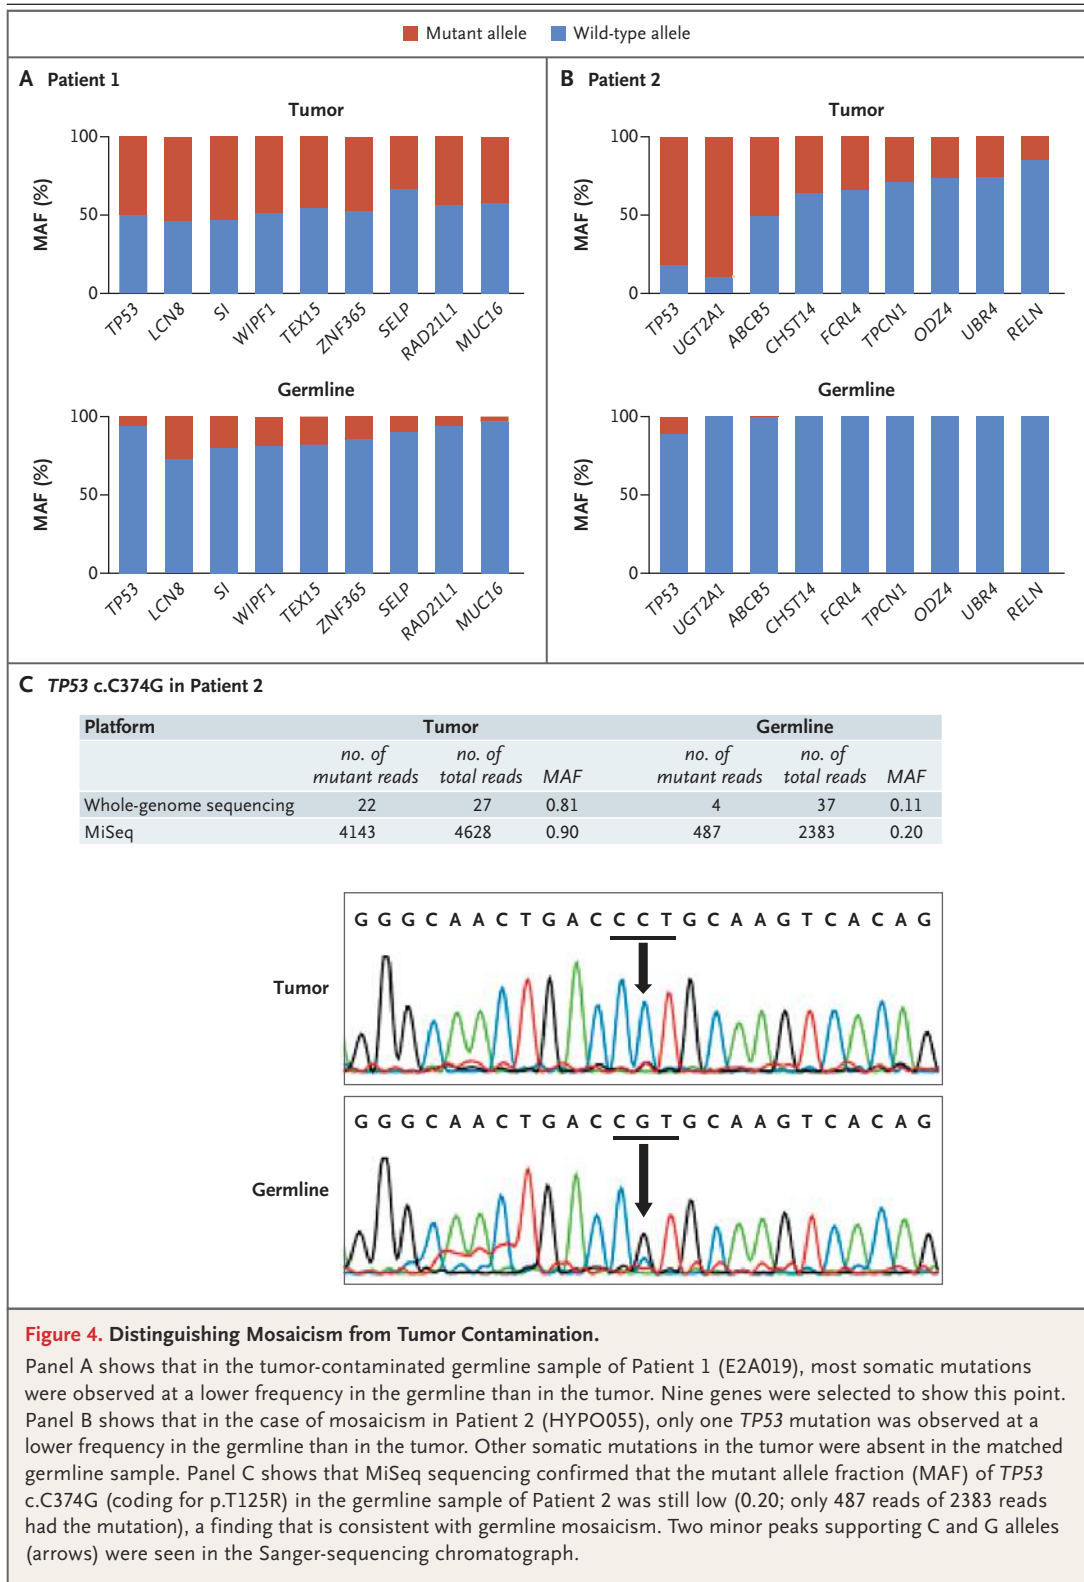 Mutant allele Wild-type allele
A Patient 1
Tumor
MAF (%)
100
50
0
TP53 LCN8 SI WIPF1 TEX15 ZNF365 SELP RAD21L1 MUC16
Germline
MAF (%)
100
50
0
TP53 LCN8 SI WIPF1 TEX15 ZNF365 SELP RAD21L1 MUC16
B Patient 2
Tumor
MAF (%)
100
50
0
TP53 UGT2A1 ABCB5 CHST14 FCRL4 TPCN1 ODZ4 UBR4 RELN
Germline
MAF (%)
100
50
0
TP53 UGT2A1 ABCB5 CHST14 FCRL4 TPCN1 ODZ4 UBR4 RELN
C TP53 c.C374G in Patient 2
Platform Tumor Germline
no. of no. of no. of no. of
mutant reads total reads MAF mutant reads total reads MAF
Whole-genome sequencing 22 27 0.81 4 37 0.11
MiSeq 4143 4628 0.90 487 2383 0.20
G G G C A A C T G A C C C T G C A A G T C A C A G
Tumor
G G G C A A C T G A C C G T G C A A G T C A C A G
Germline
Figure 4. Distinguishing Mosaicism from Tumor Contamination.
Panel A shows that in the tumor-contaminated germline sample of Patient 1 (E2A019), most somatic mutations
were observed at a lower frequency in the germline than in the tumor. Nine genes were selected to show this point.
Panel B shows that in the case of mosaicism in Patient 2 (HYPO055), only one TP53 mutation was observed at a
lower frequency in the germline than in the tumor. Other somatic mutations in the tumor were absent in the matched
germline sample. Panel C shows that MiSeq sequencing confirmed that the mutant allele fraction (MAF) of TP53
c.C374G (coding for p.T125R) in the germline sample of Patient 2 was still low (0.20; only 487 reads of 2383 reads
had the mutation), a finding that is consistent with germline mosaicism. Two minor peaks supporting C and G alleles
(arrows) were seen in the Sanger-sequencing chromatograph.